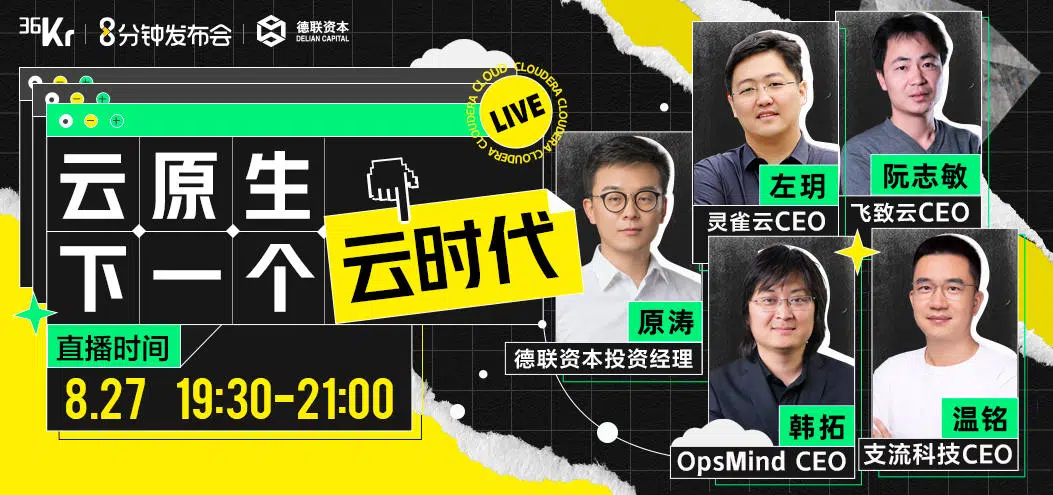 36Kr
8分钟发布会
德联资本
DELIAN CAPITAL
CLOUD CLOUDERA CLOUDERA CLOUDERA
LIVE
云原生
下一个
云时代
直播时间
8.27 19:30-21:00
原涛
德联资本投资经理
左玥
灵雀云CEO
阮志敏
飞致云CEO
韩拓
OpsMind CEO
温铭
支流科技CEO